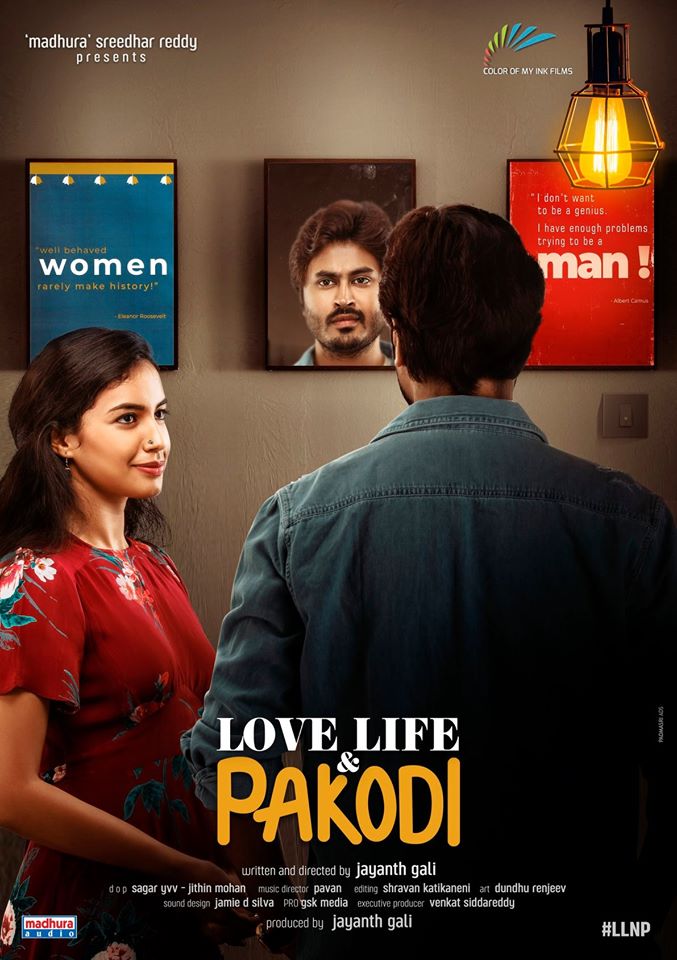 'madhura' sreedhar reddy
presents
COLOR OF MY INK FILMS
"well behaved
women
rarely make history!"
- Eleanor Roosevelt
"I don't want
to be a genius.
I have enough problems
trying to be a
man!
- Albert Camus
LOVE LIFE
&
PAKODI
written and directed by jayanth gali
dop sagar yvv - jithin mohan music director pavan editing shravan katikaneni art dundhu renjeev
sound design jamie d silva PRO gsk media executive producer venkat siddareddy
produced by jayanth gali
madhura
audio
#LLNP
PADMASRI ADS